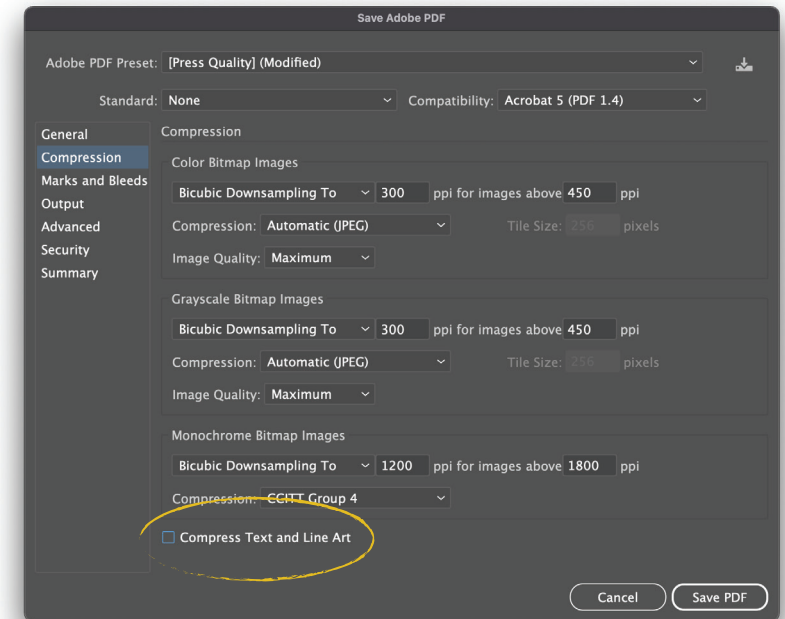 Save Adobe PDF
Adobe PDF Preset: [Press Quality] (Modified)
Standard: None Compatibility: Acrobat 5 (PDF 1.4)
General
Compression
Marks and Bleeds
Output
Advanced
Security
Summary
Compression
Color Bitmap Images
Bicubic Downsampling To 300 ppi for images above 450 ppi
Compression: Automatic (JPEG) Tile Size: 256 pixels
Image Quality: Maximum
Grayscale Bitmap Images
Bicubic Downsampling To 300 ppi for images above 450 ppi
Compression: Automatic (JPEG) Tile Size: 256 pixels
Image Quality: Maximum
Monochrome Bitmap Images
Bicubic Downsampling To 1200 ppi for images above 1800 ppi
Compression: CCITT Group 4
Compress Text and Line Art
Cancel Save PDF